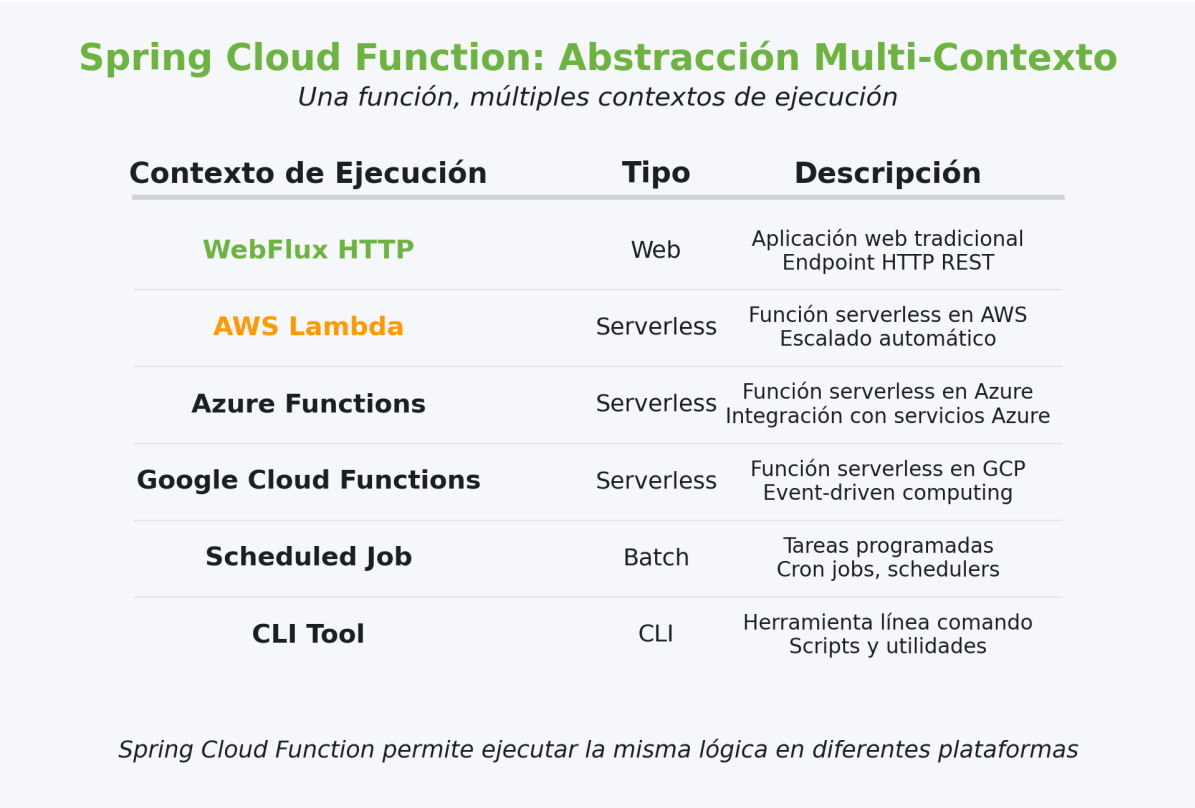 Spring Cloud Function: Abstracción Multi-Contexto
Una función, múltiples contextos de ejecución
Contexto de Ejecución Tipo Descripción
WebFlux HTTP Web Aplicación web tradicional
Endpoint HTTP REST
AWS Lambda Serverless Función serverless en AWS
Escalado automático
Azure Functions Serverless Función serverless en Azure
Integración con servicios Azure
Google Cloud Functions Serverless Función serverless en GCP
Event-driven computing
Scheduled Job Batch Tareas programadas
Cron jobs, schedulers
CLI Tool CLI Herramienta línea comando
Scripts y utilidades
Spring Cloud Function permite ejecutar la misma lógica en diferentes plataformas